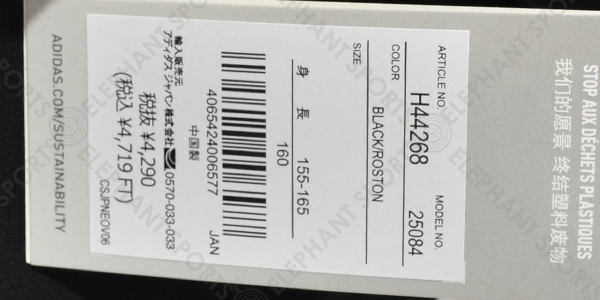 STOP AUX DÉCHETS PLASTIQUES
我们的愿景 终结塑料废物
ARTICLE NO. H44268 MODEL NO. 25084
COLOR BLACK/ROSTON
SIZE
身 長 155-165
160
4065424006577 JAN
中国製
輸入販売元
アディダス ジャパン株式会社 0570-033-033
税抜 ¥4,290
(税込 ¥4,719 FT)
CSJPNEOV06
ADIDAS.COM/SUSTAINABILITY
ELEPHANT SPORTS